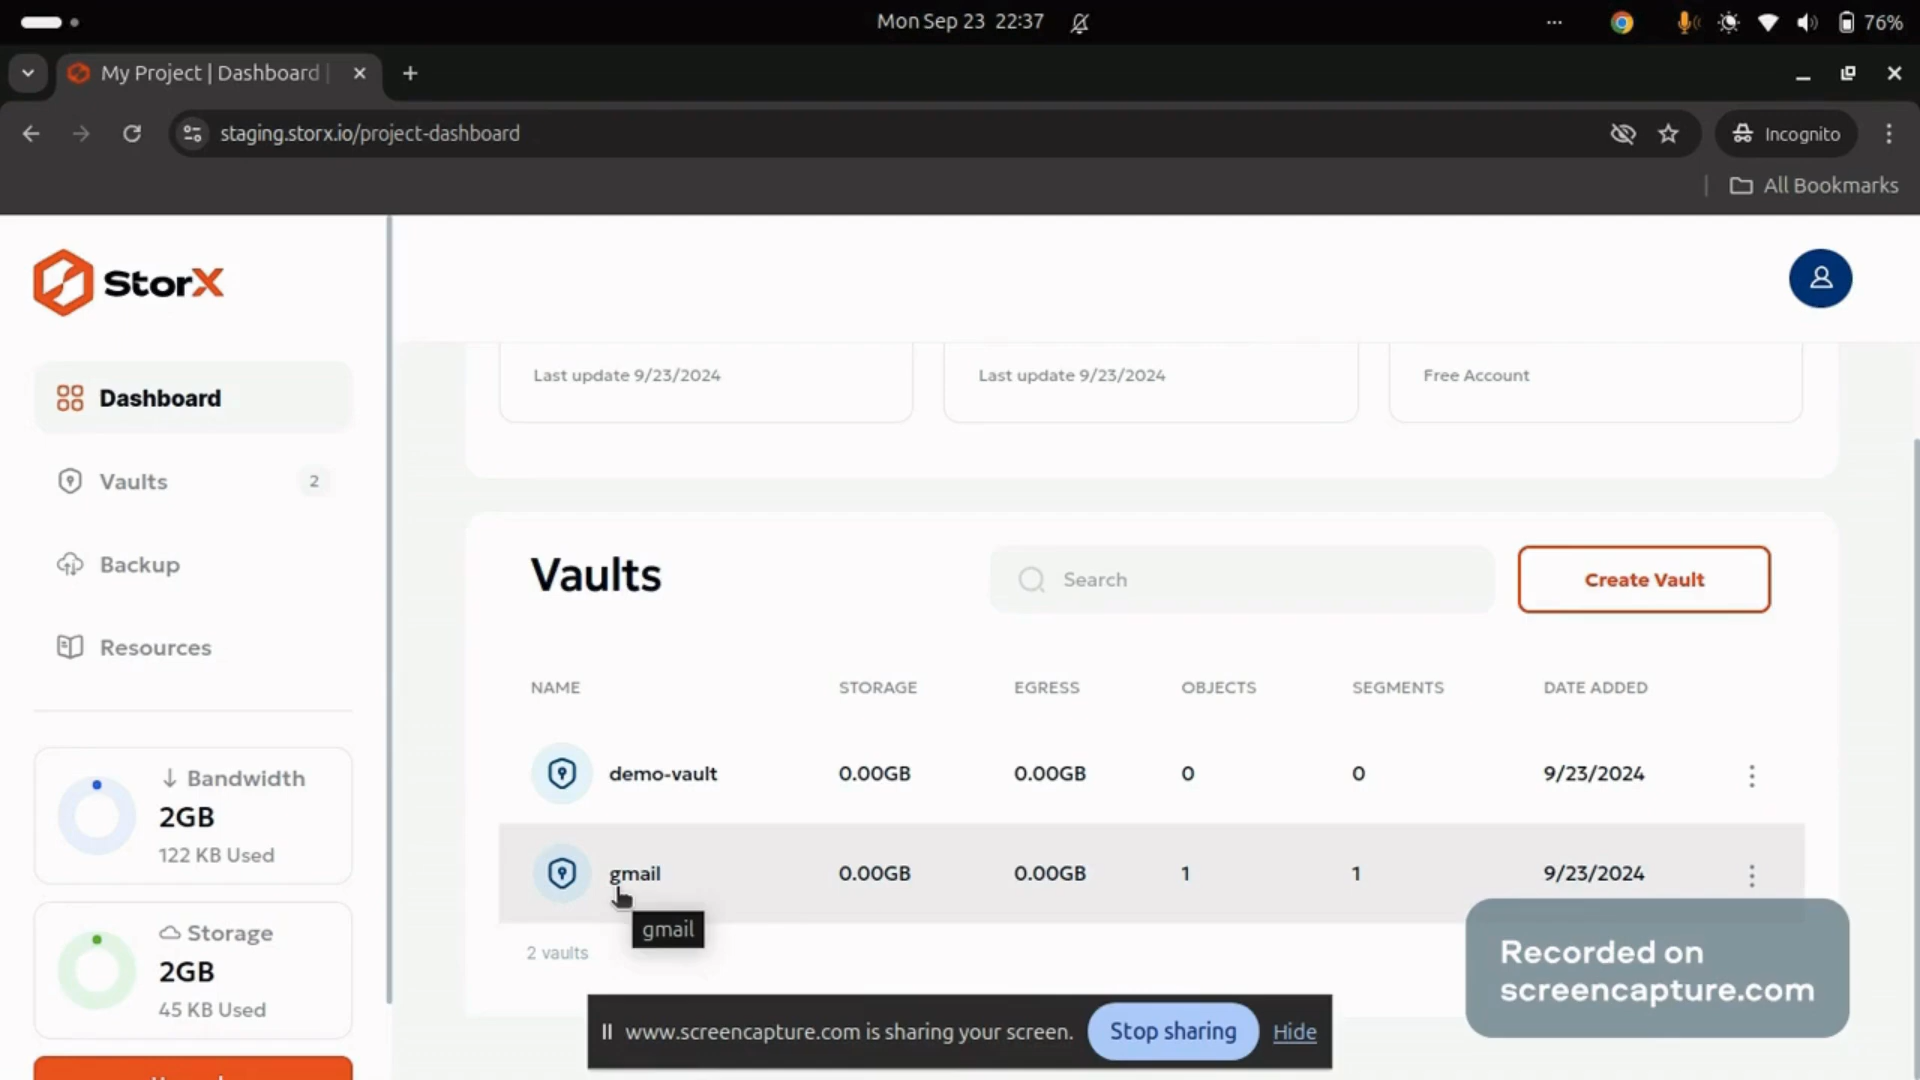 Mon Sep 23 22:37
76%
My Project | Dashboard |
staging.storx.io/project-dashboard
Incognito
All Bookmarks
StorX
Dashboard
Vaults 2
Backup
Resources
Bandwidth
2GB
122 KB Used
Storage
2GB
45 KB Used
Last update 9/23/2024
Last update 9/23/2024
Free Account
Vaults
Search
Create Vault
NAME STORAGE EGRESS OBJECTS SEGMENTS DATE ADDED
demo-vault 0.00GB 0.00GB 0 0 9/23/2024
gmail 0.00GB 0.00GB 1 1 9/23/2024
gmail
2 vaults
Recorded on
screencapture.com
www.screencapture.com is sharing your screen. Stop sharing Hide